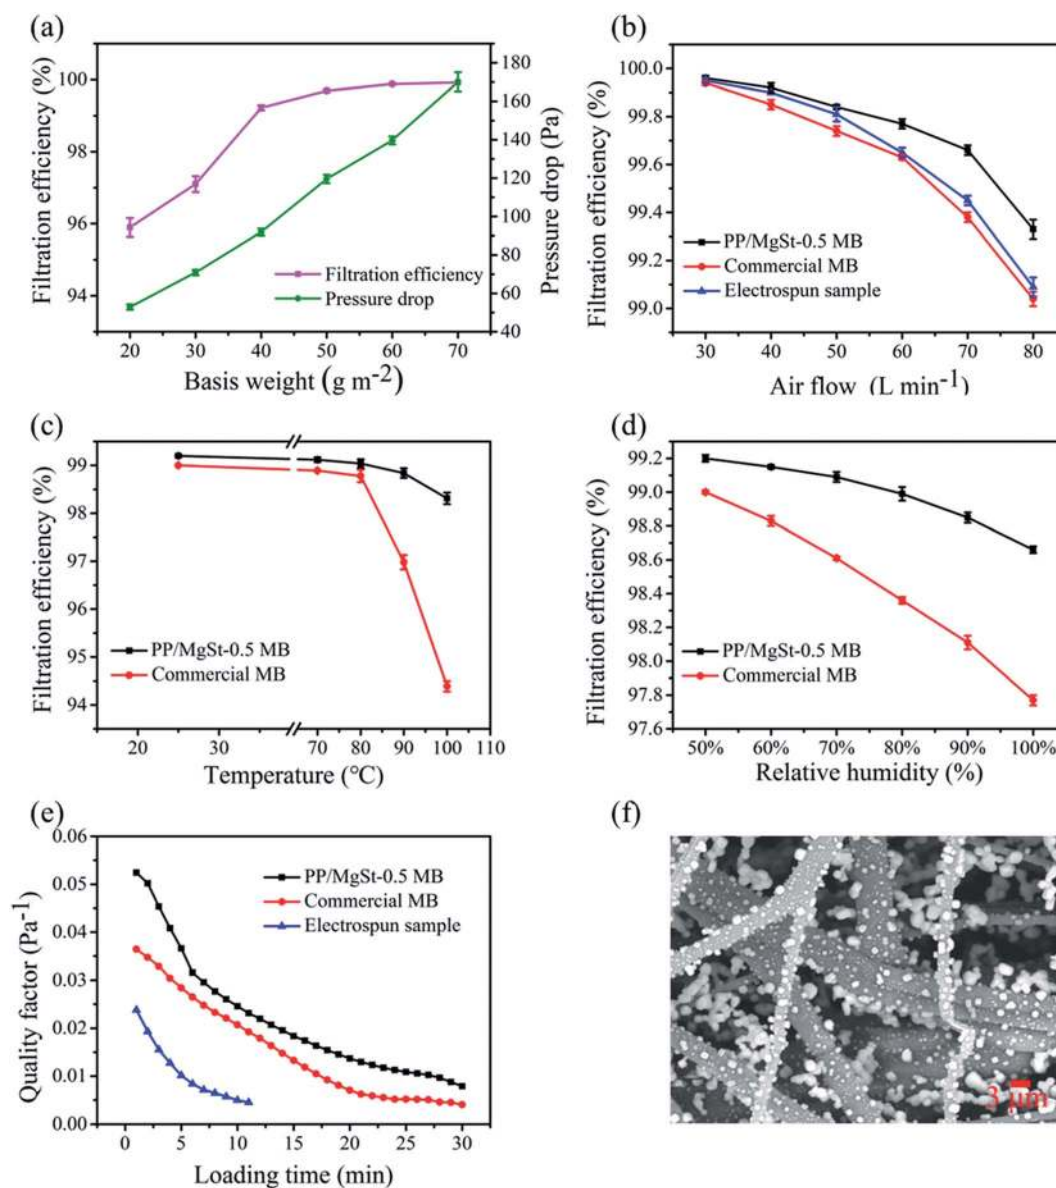 (a)
100
98
96
94
Filtration efficiency (%)
180
160
140
120
100
80
60
40
Pressure drop (Pa)
Filtration efficiency
Pressure drop
20 30 40 50 60 70
Basis weight (g m-2)
(b)
100.0
99.8
99.6
99.4
99.2
99.0
Filtration efficiency (%)
PP/MgSt-0.5 MB
Commercial MB
Electrospun sample
30 40 50 60 70 80
Air flow (L min-1)
(c)
99
98
97
96
95
94
Filtration efficiency (%)
PP/MgSt-0.5 MB
Commercial MB
20 30 70 80 90 100 110
Temperature (°C)
(d)
99.2
99.0
98.8
98.6
98.4
98.2
98.0
97.8
97.6
Filtration efficiency (%)
PP/MgSt-0.5 MB
Commercial MB
50% 60% 70% 80% 90% 100%
Relative humidity (%)
(e)
0.06
0.05
0.04
0.03
0.02
0.01
0.00
Quality factor (Pa-1)
PP/MgSt-0.5 MB
Commercial MB
Electrospun sample
0 5 10 15 20 25 30
Loading time (min)
(f)
3 μm